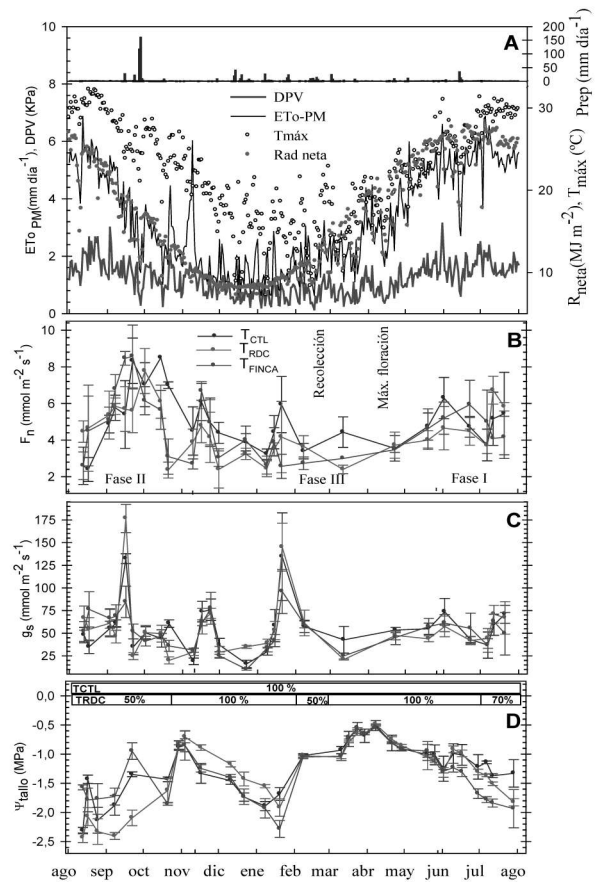 A
10
8
6
4
2
0
ETo PM(mm dia⁻¹), DPV (KPa)
200
150
100
50
0
Prep (mm día⁻¹)
30
20
10
Rneta(MJ m⁻²), Tmáx (ºC)
DPV
ETo-PM
Tmáx
Rad neta
B
10
8
6
4
2
Fn (mmol m⁻² s⁻¹)
TCTL
TRDC
TFINCA
Recolección
Máx. floración
Fase II
Fase III
Fase I
C
175
150
125
100
75
50
25
gs (mmol m⁻² s⁻¹)
TCTL 100 %
TRDC 50% 100 % 50% 100 % 70%
D
0,0
-0,5
-1,0
-1,5
-2,0
-2,5
Ψtallo (MPa)
ago sep oct nov dic ene feb mar abr may jun jul ago